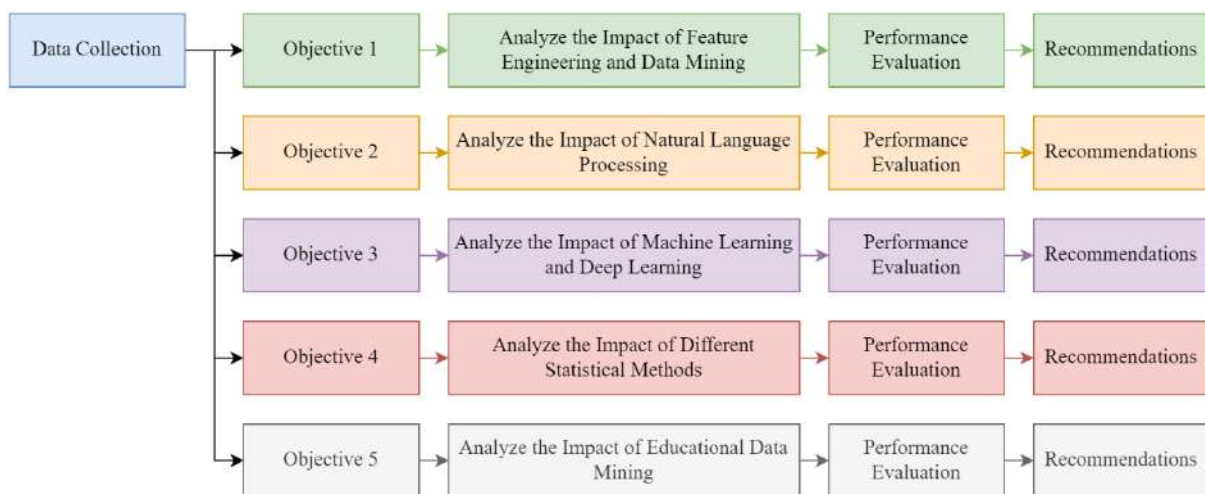 Data Collection
Objective 1
Analyze the Impact of Feature
Engineering and Data Mining
Performance
Evaluation
Recommendations
Objective 2
Analyze the Impact of Natural Language
Processing
Performance
Evaluation
Recommendations
Objective 3
Analyze the Impact of Machine Learning
and Deep Learning
Performance
Evaluation
Recommendations
Objective 4
Analyze the Impact of Different
Statistical Methods
Performance
Evaluation
Recommendations
Objective 5
Analyze the Impact of Educational Data
Mining
Performance
Evaluation
Recommendations